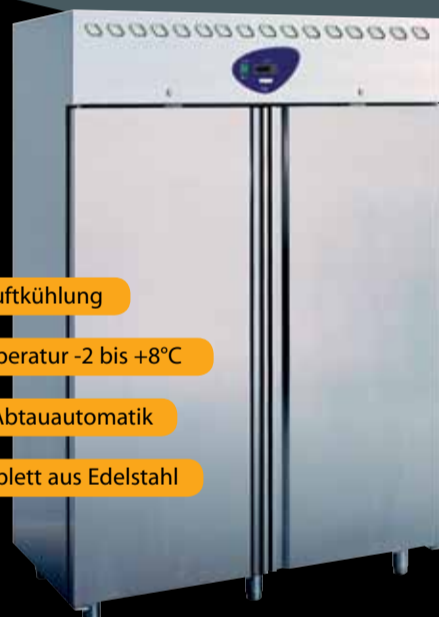 uftkühlung
peratur -2 bis +8°C
Abtauautomatik
plett aus Edelstahl